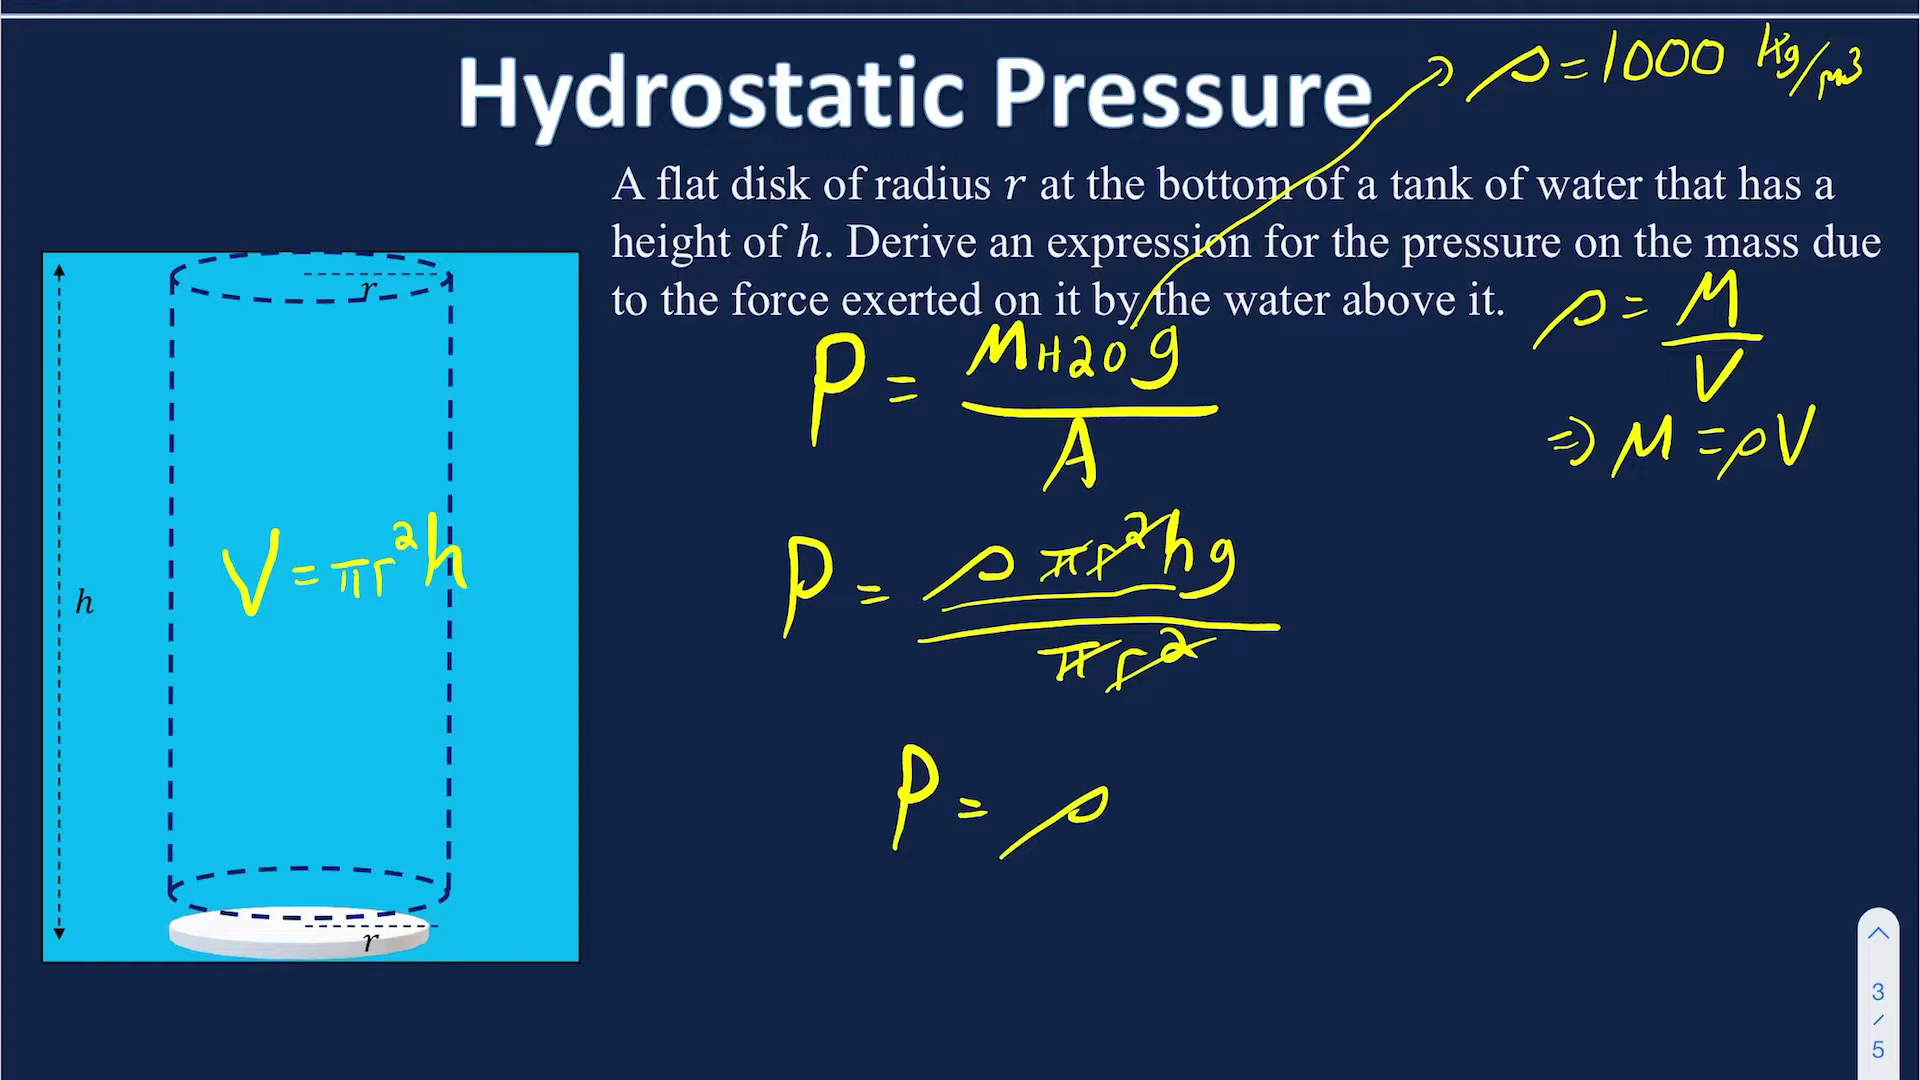 Hydrostatic Pressure
ρ = 1000 kg/m³
A flat disk of radius r at the bottom of a tank of water that has a
height of h. Derive an expression for the pressure on the mass due
to the force exerted on it by the water above it.
r
h
V = πr²h
r
P = M H2O g / A
ρ = M / V
⇒ M = ρV
P = ρ πr²hg / πr²
P = ρ
3
/
5